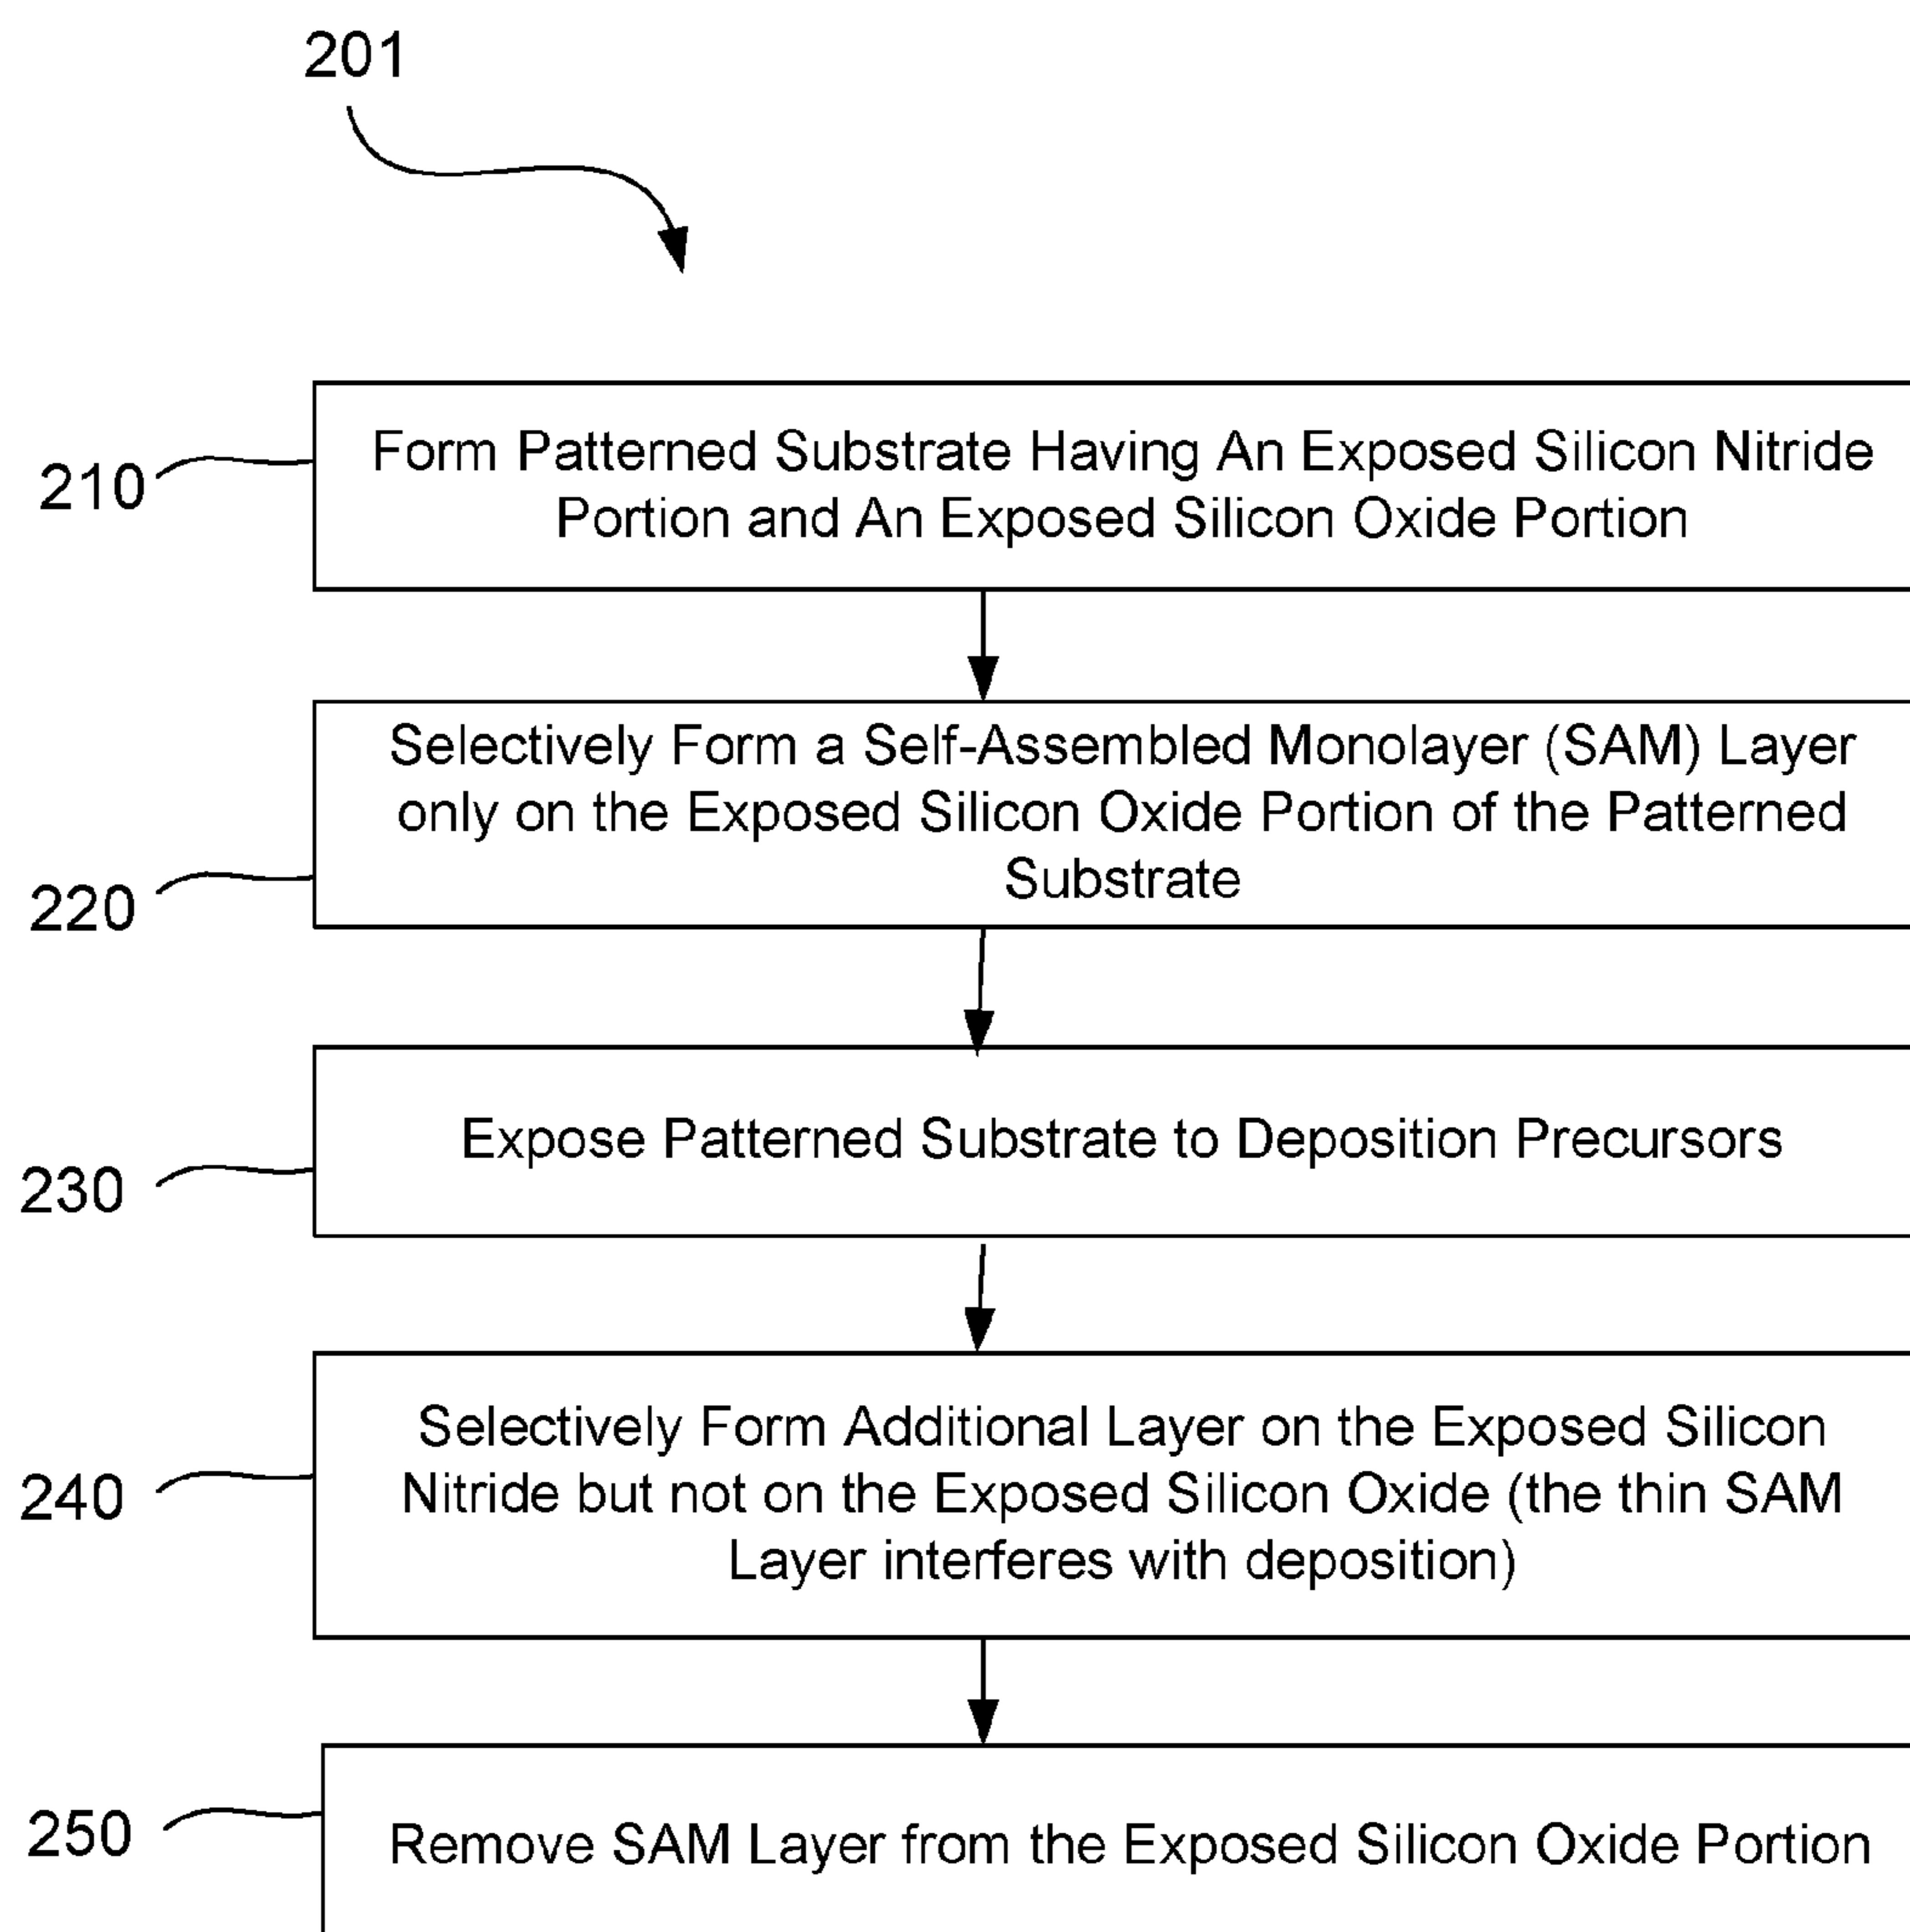 201
210
Form Patterned Substrate Having An Exposed Silicon Nitride
Portion and An Exposed Silicon Oxide Portion
220
Selectively Form a Self-Assembled Monolayer (SAM) Layer
only on the Exposed Silicon Oxide Portion of the Patterned
Substrate
230
Expose Patterned Substrate to Deposition Precursors
240
Selectively Form Additional Layer on the Exposed Silicon
Nitride but not on the Exposed Silicon Oxide (the thin SAM
Layer interferes with deposition)
250
Remove SAM Layer from the Exposed Silicon Oxide Portion